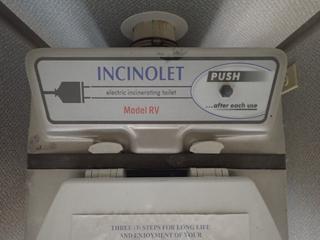 INCINOLET
PUSH
electric incinerating toilet
...after each use
Model RV
THREE (3) STEPS FOR LONG LIFE
AND ENJOYMENT OF YOUR